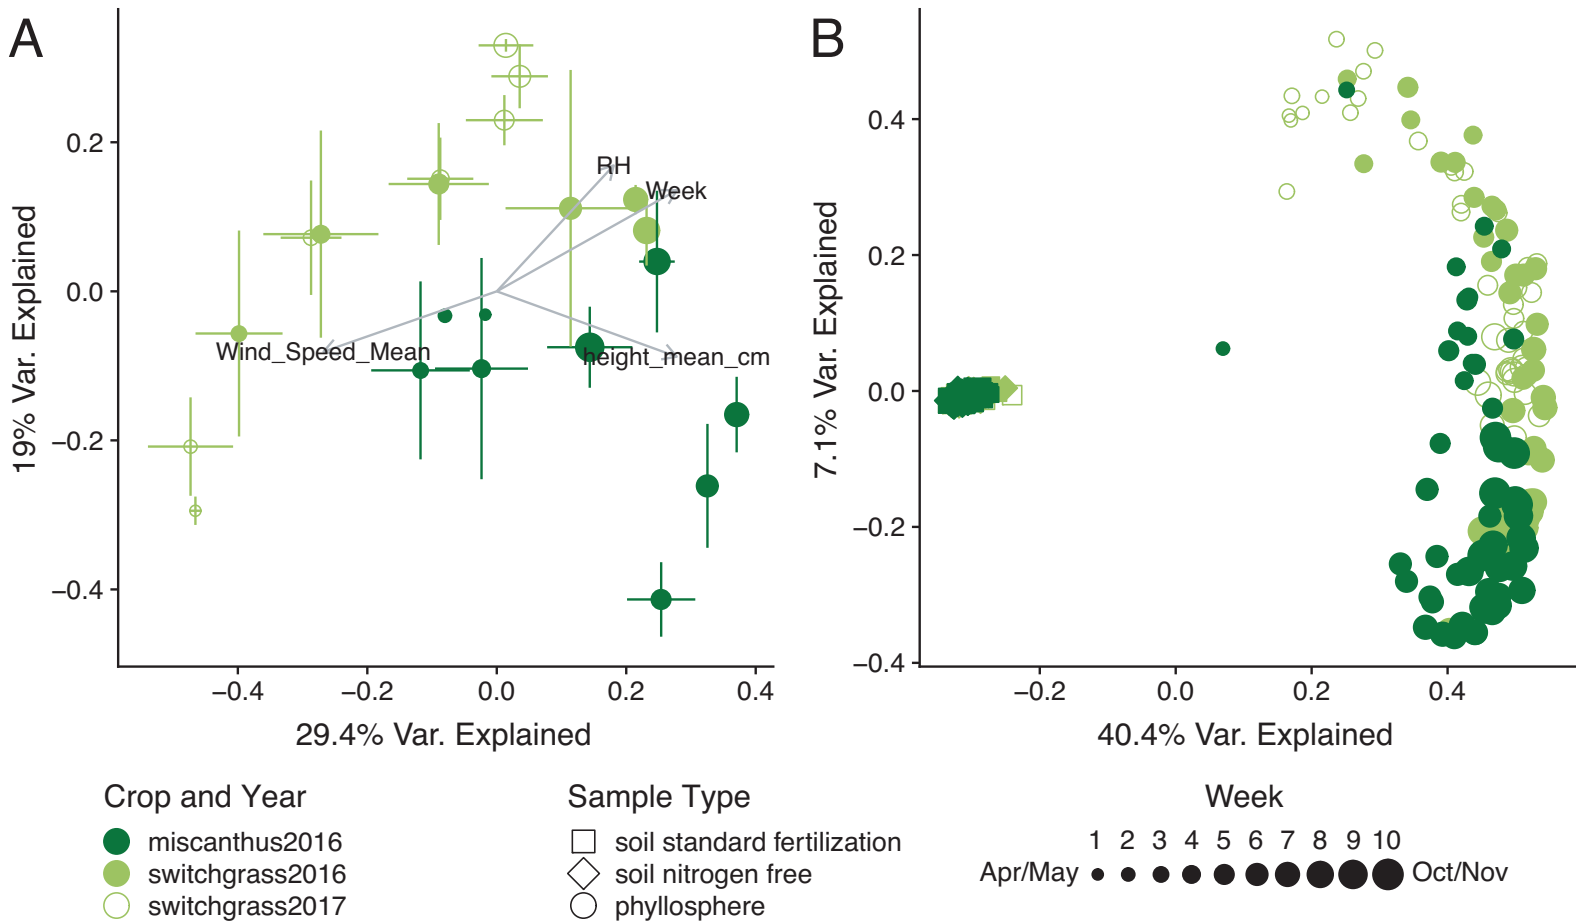 A
B
19% Var. Explained
0.2
0.0
−0.2
−0.4
RH
Week
Wind_Speed_Mean
height_mean_cm
−0.4 −0.2 0.0 0.2 0.4
29.4% Var. Explained
7.1% Var. Explained
0.4
0.2
0.0
−0.2
−0.4
−0.2 0.0 0.2 0.4
40.4% Var. Explained
Crop and Year
miscanthus2016
switchgrass2016
switchgrass2017
Sample Type
soil standard fertilization
soil nitrogen free
phyllosphere
Week
1 2 3 4 5 6 7 8 9 10
Apr/May Oct/Nov